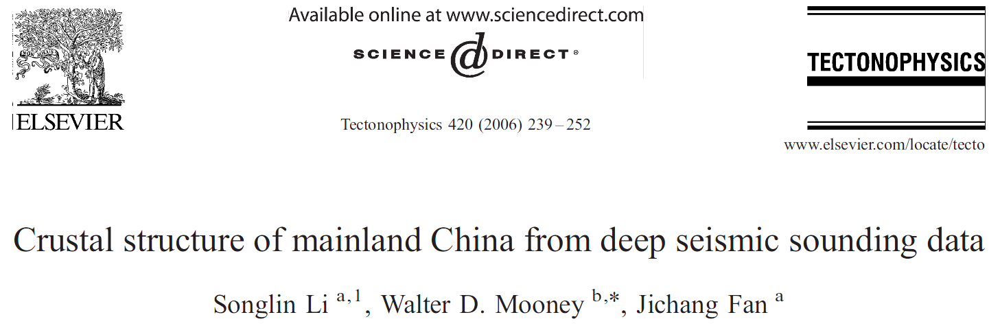 Available online at www.sciencedirect.com
SCIENCE @ DIRECT®
ELSEVIER
TECTONOPHYSICS
Tectonophysics 420 (2006) 239–252
www.elsevier.com/locate/tecto
Crustal structure of mainland China from deep seismic sounding data
Songlin Li a,1, Walter D. Mooney b,*, Jichang Fan a